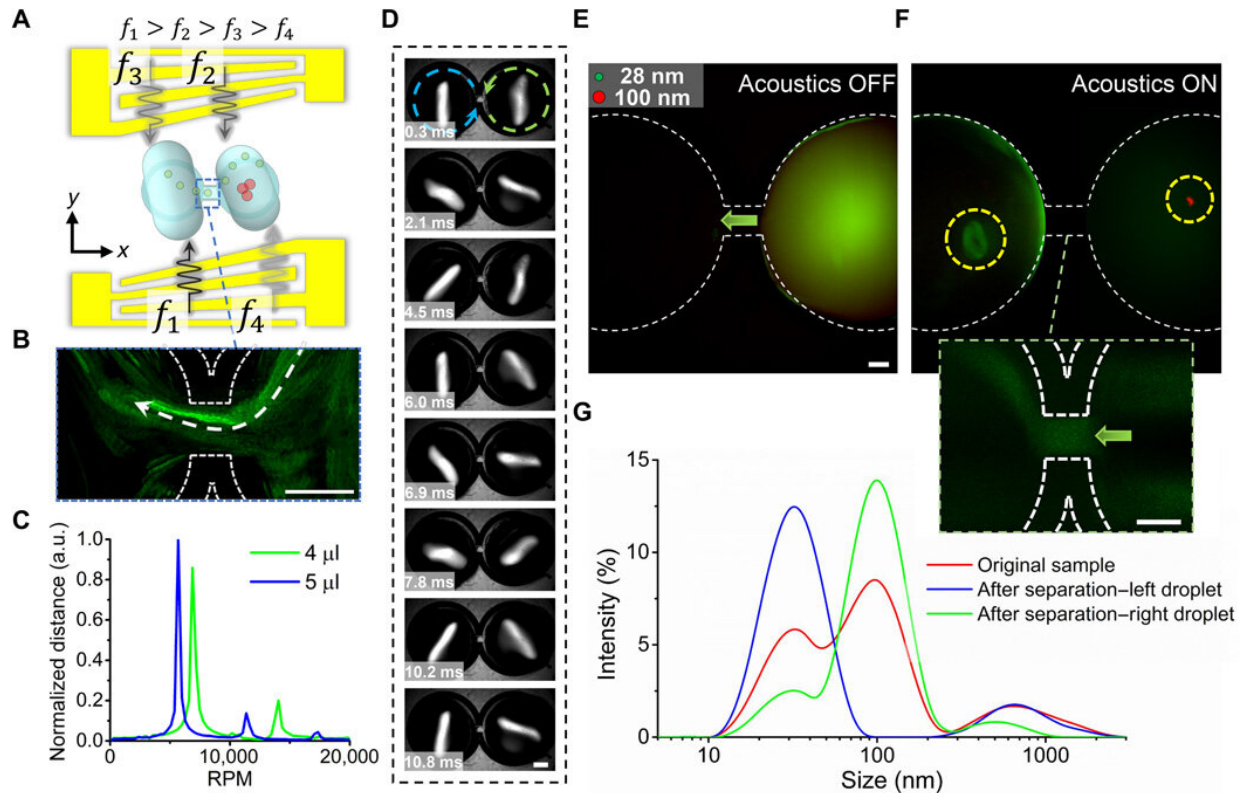 A
f₁ > f₂ > f₃ > f₄
f₃
f₂
y
x
f₁
f₄
B
C
Normalized distance (a.u.)
1.0
0.8
0.6
0.4
0.2
0.0
4 μl
5 μl
0
10,000
20,000
RPM
D
0.3 ms
2.1 ms
4.5 ms
6.0 ms
6.9 ms
7.8 ms
10.2 ms
10.8 ms
E
28 nm
100 nm
Acoustics OFF
F
Acoustics ON
G
Intensity (%)
15
10
5
0
Original sample
After separation–left droplet
After separation–right droplet
10
100
1000
Size (nm)